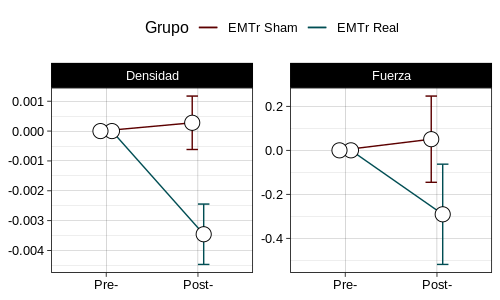 Grupo EMTr Sham EMTr Real
Densidad
0.001
0.000
-0.001
-0.002
-0.003
-0.004
Pre- Post-
Fuerza
0.2
0.0
-0.2
-0.4
Pre- Post-